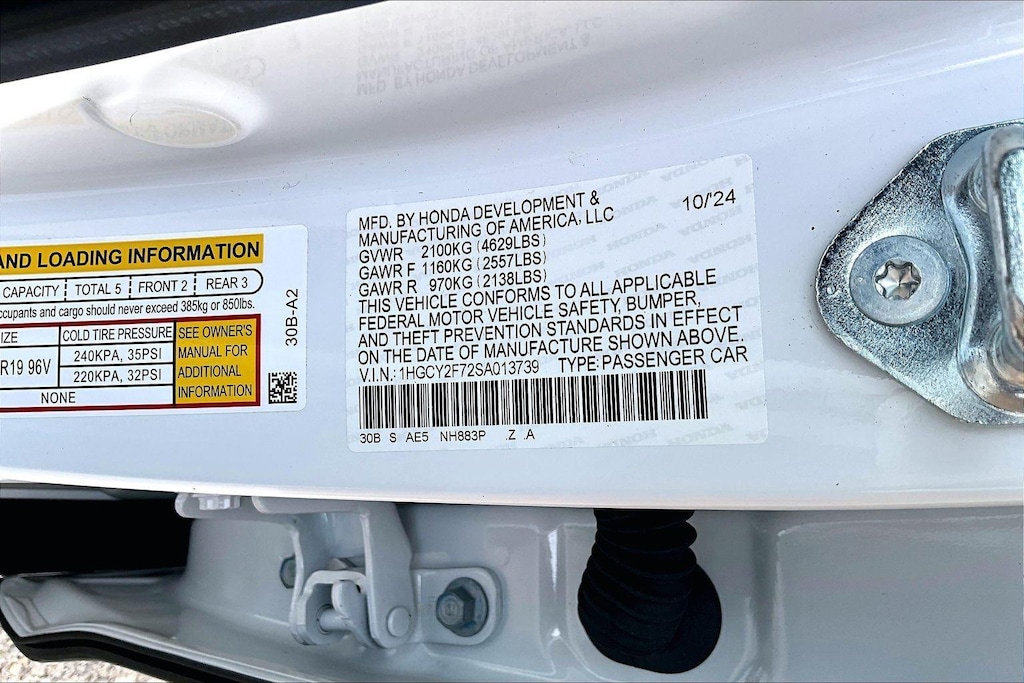 AND LOADING INFORMATION
CAPACITY TOTAL 5 FRONT 2 REAR 3
ccupants and cargo should never exceed 385kg or 850lbs.
IZE COLD TIRE PRESSURE SEE OWNER'S
MANUAL FOR
ADDITIONAL
INFORMATION
R19 96V 240KPA, 35PSI
220KPA, 32PSI
NONE
30B-A2
MFD. BY HONDA DEVELOPMENT & 10/'24
MANUFACTURING OF AMERICA, LLC
GVWR 2100KG (4629LBS)
GAWR F 1160KG (2557LBS)
GAWR R 970KG (2138LBS)
THIS VEHICLE CONFORMS TO ALL APPLICABLE
FEDERAL MOTOR VEHICLE SAFETY, BUMPER,
AND THEFT PREVENTION STANDARDS IN EFFECT
ON THE DATE OF MANUFACTURE SHOWN ABOVE.
V.I.N.: 1HGCY2F72SA013739 TYPE: PASSENGER CAR
30B S AE5 NH883P .Z .A